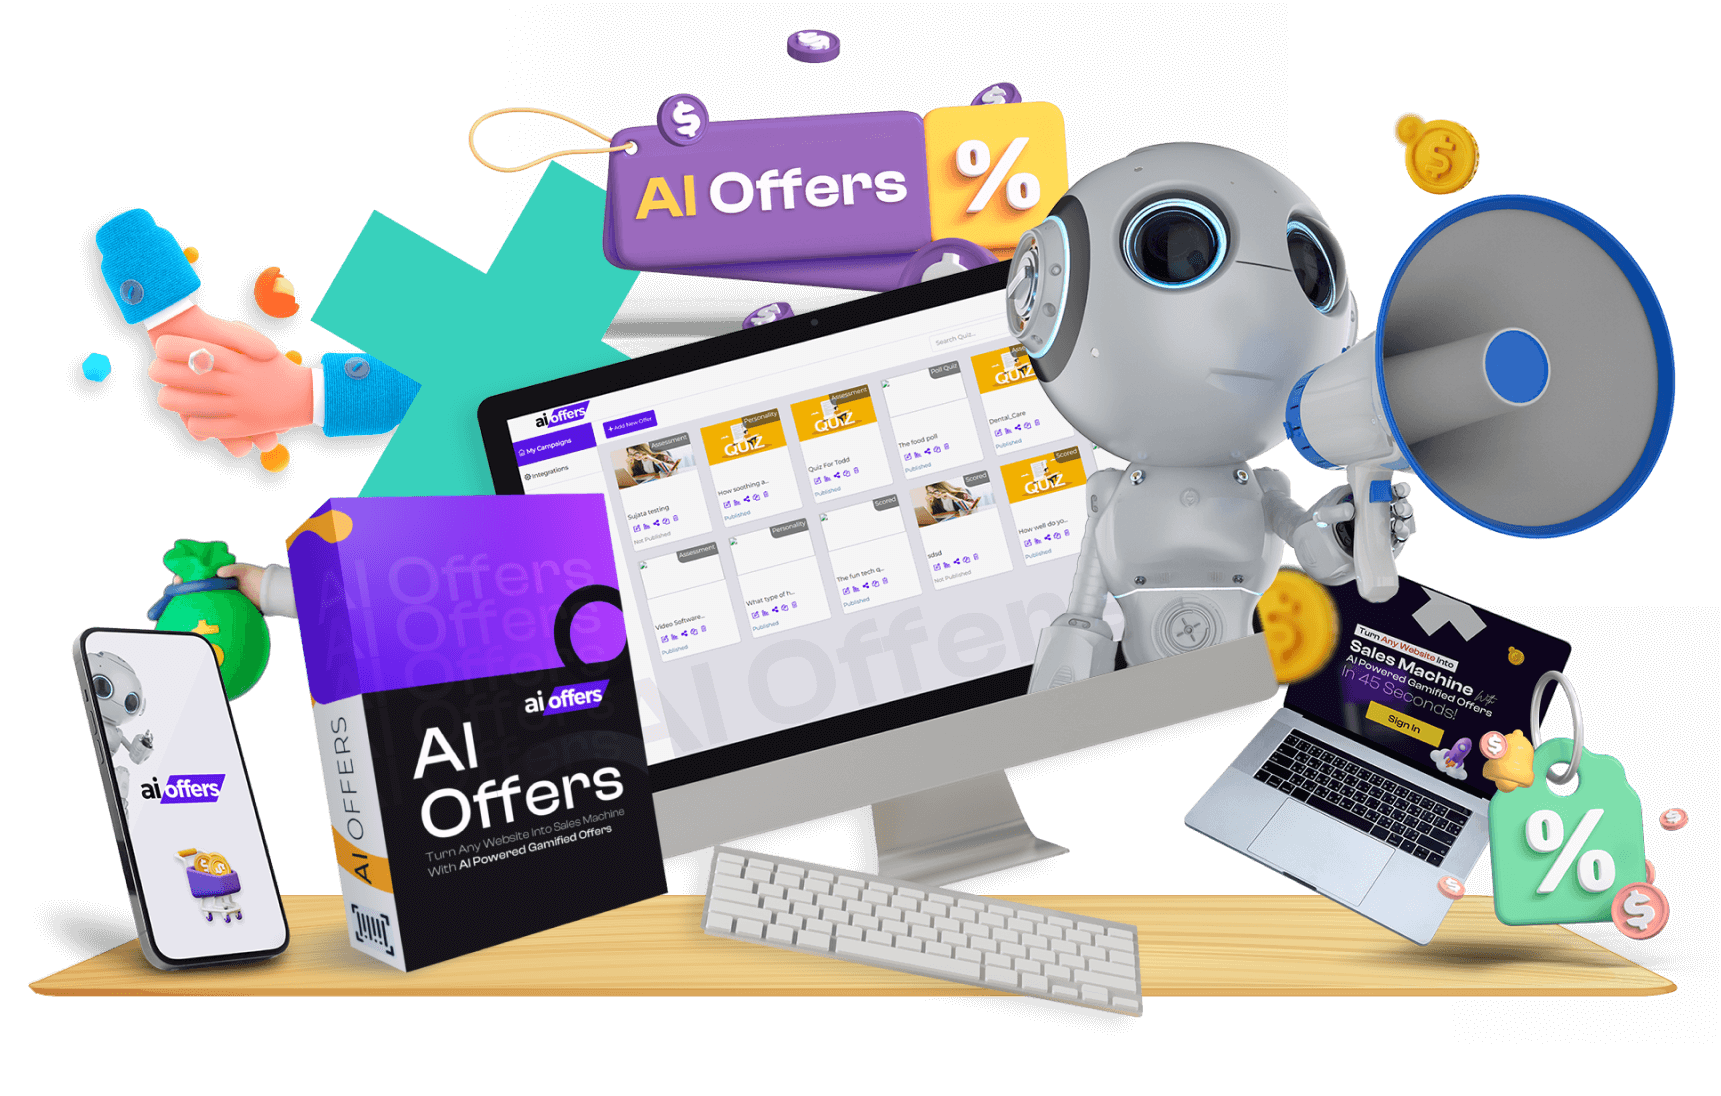 AI Offers %
Search Quiz...
ai offers
+ Add New Offer
My Campaigns
Integrations
Assessment
Sujata testing
Not Published
Personality
QUIZ
How soothing a...
Published
Assessment
QUIZ
Quiz For Todd
Published
Poll Quiz
The food poll
Published
QUIZ
Dental_Care
Published
Assessment
Video Software...
Published
Personality
What type of h...
Published
Scored
The fun tech q...
Published
Scored
sdsd
Not Published
Scored
QUIZ
How well do yo...
Published
AI Offers
AI Offers
ai offers
AI
Offers
Turn Any Website Into Sales Machine
With AI Powered Gamified Offers
AI OFFERS
ai offers
Turn Any Website Into
Sales Machine With
AI Powered Gamified Offers
In 45 Seconds!
Sign In
%